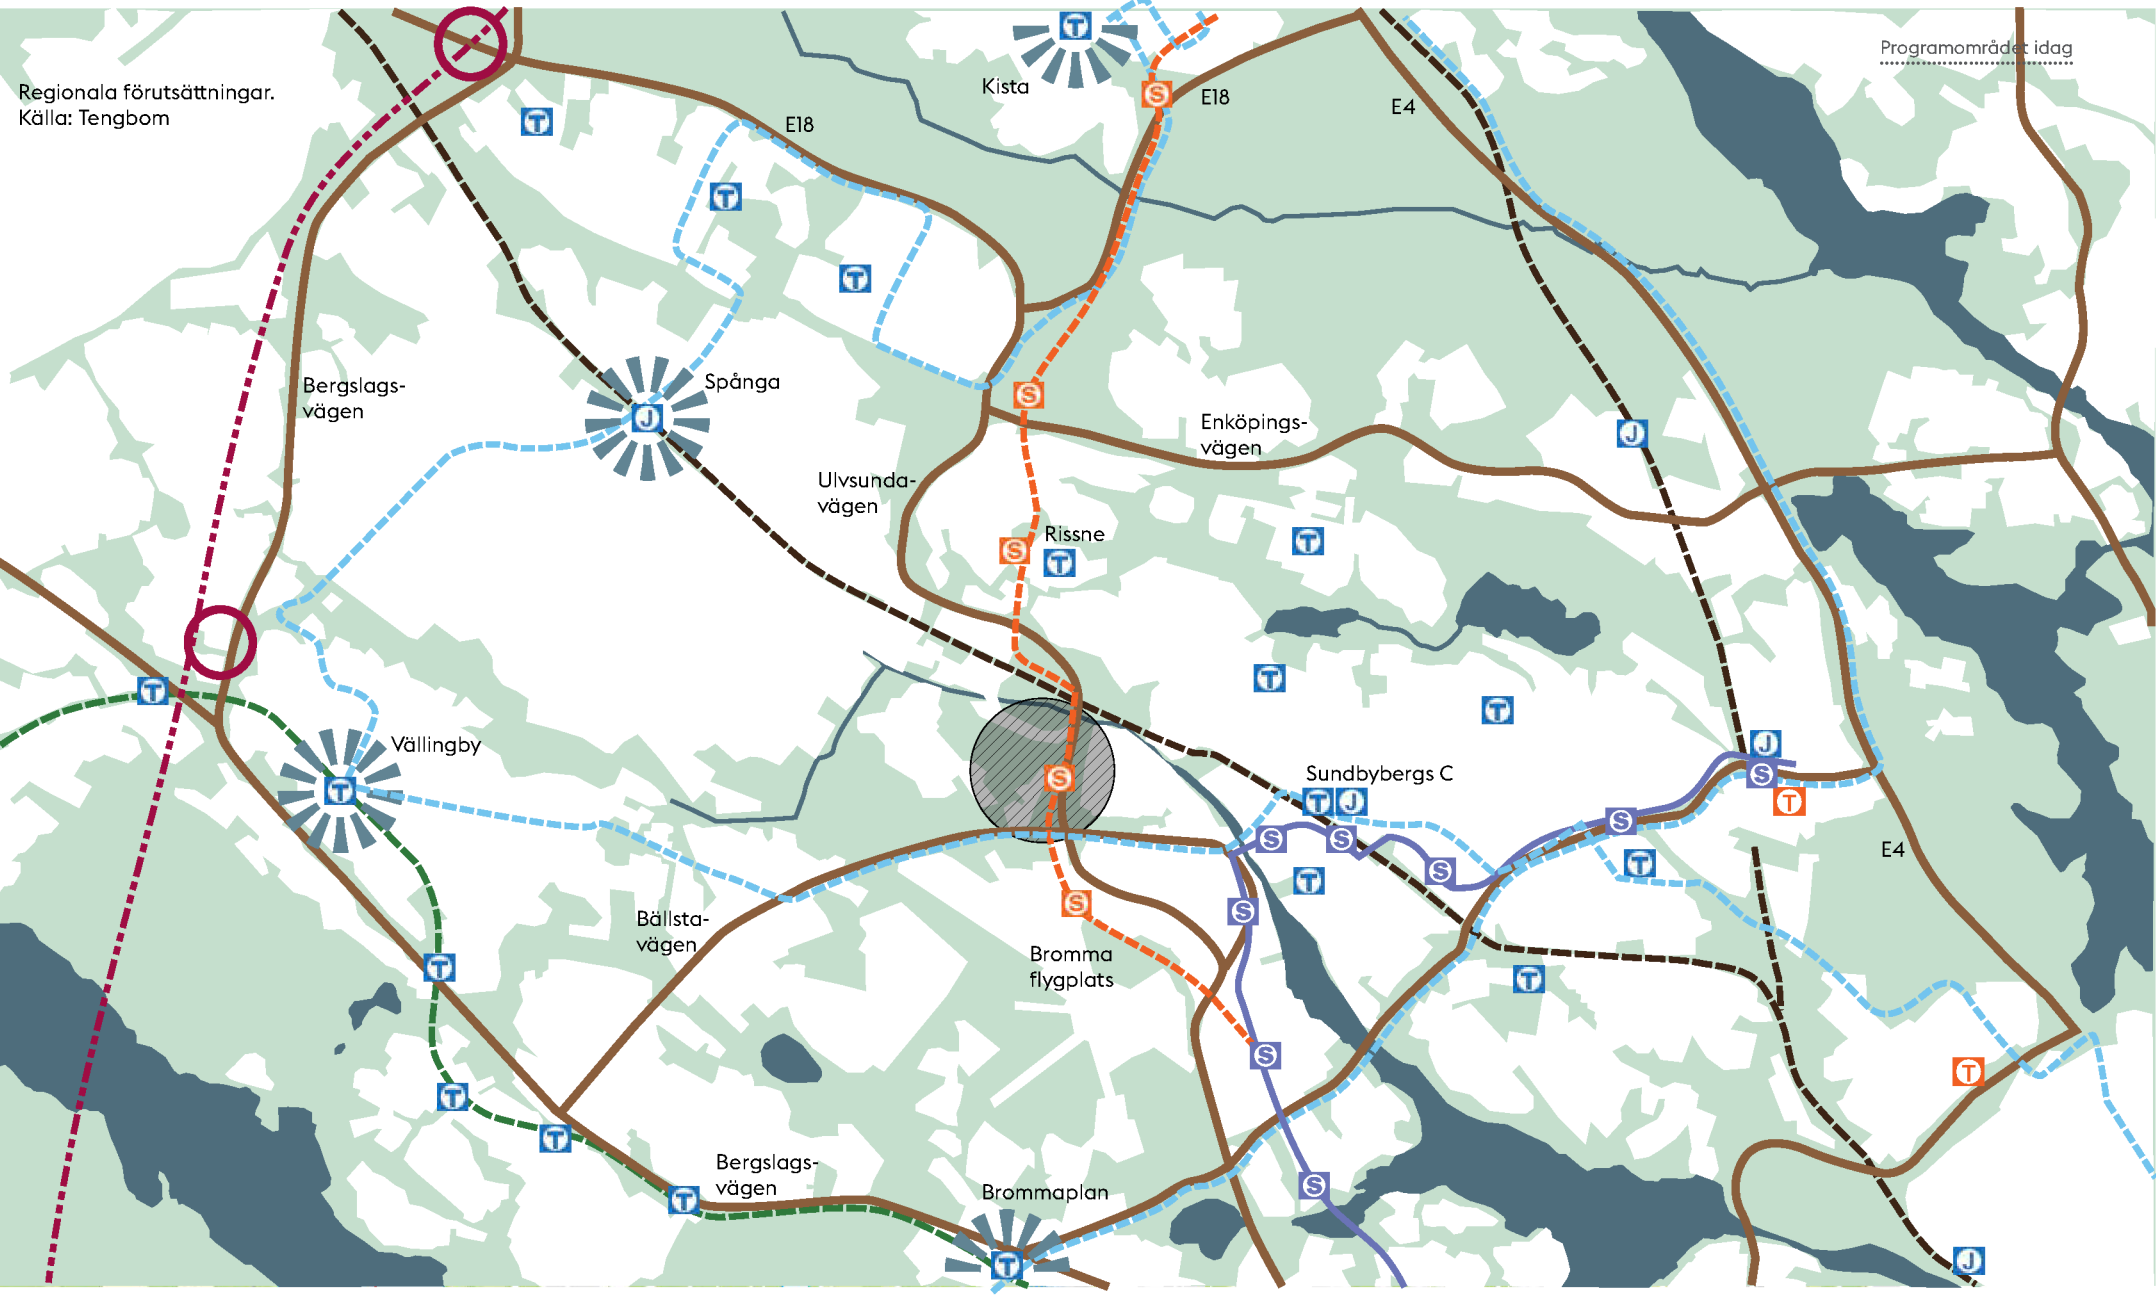 Programområdet idag
Regionala förutsättningar.
Källa: Tengbom
T
Kista
S
E18
E4
T
E18
T
T
Bergslags-
vägen
Spånga
J
S
Enköpings-
vägen
J
Ulvsunda-
vägen
Rissne
S
T
T
T
T
T
Vällingby
T
S
Sundbybergs C
T J
J
S
T
S
S
S
S
T
T
S
E4
Bällsta-
vägen
S
Bromma
flygplats
T
T
S
T
T
T
Bergslags-
vägen
T
Brommaplan
T
S
J